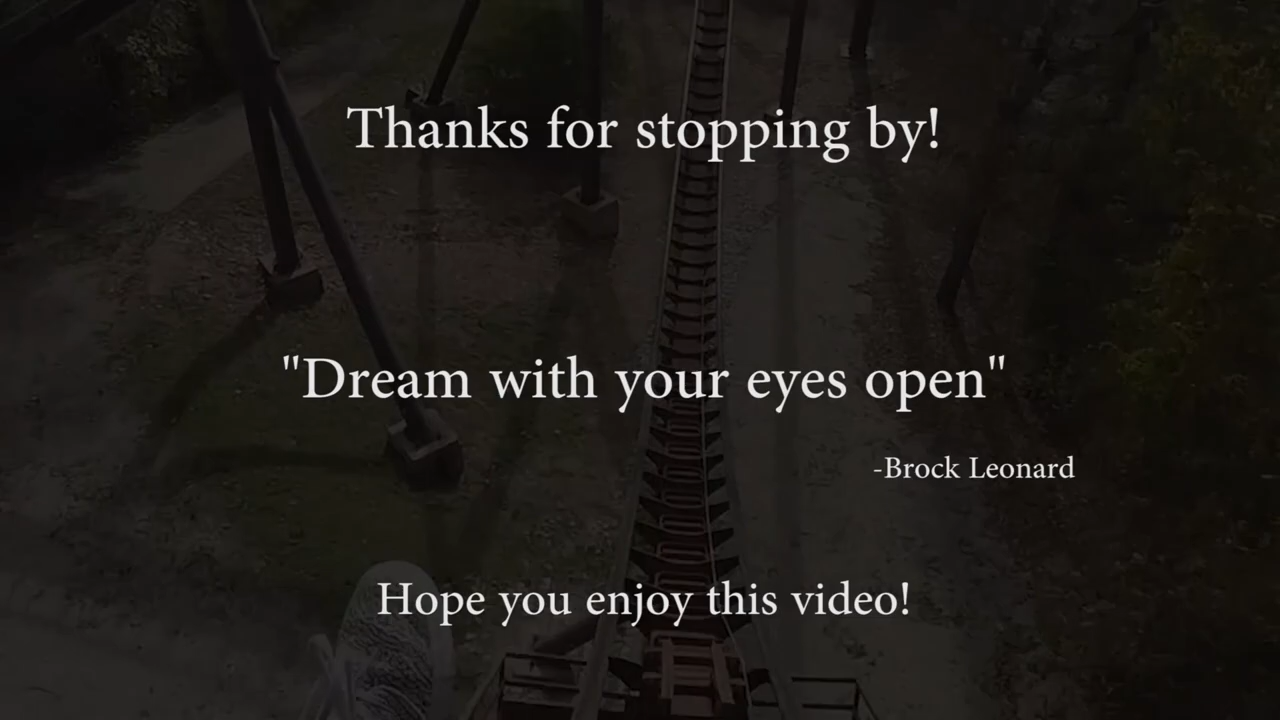 Thanks for stopping by!
"Dream with your eyes open"
-Brock Leonard
Hope you enjoy this video!